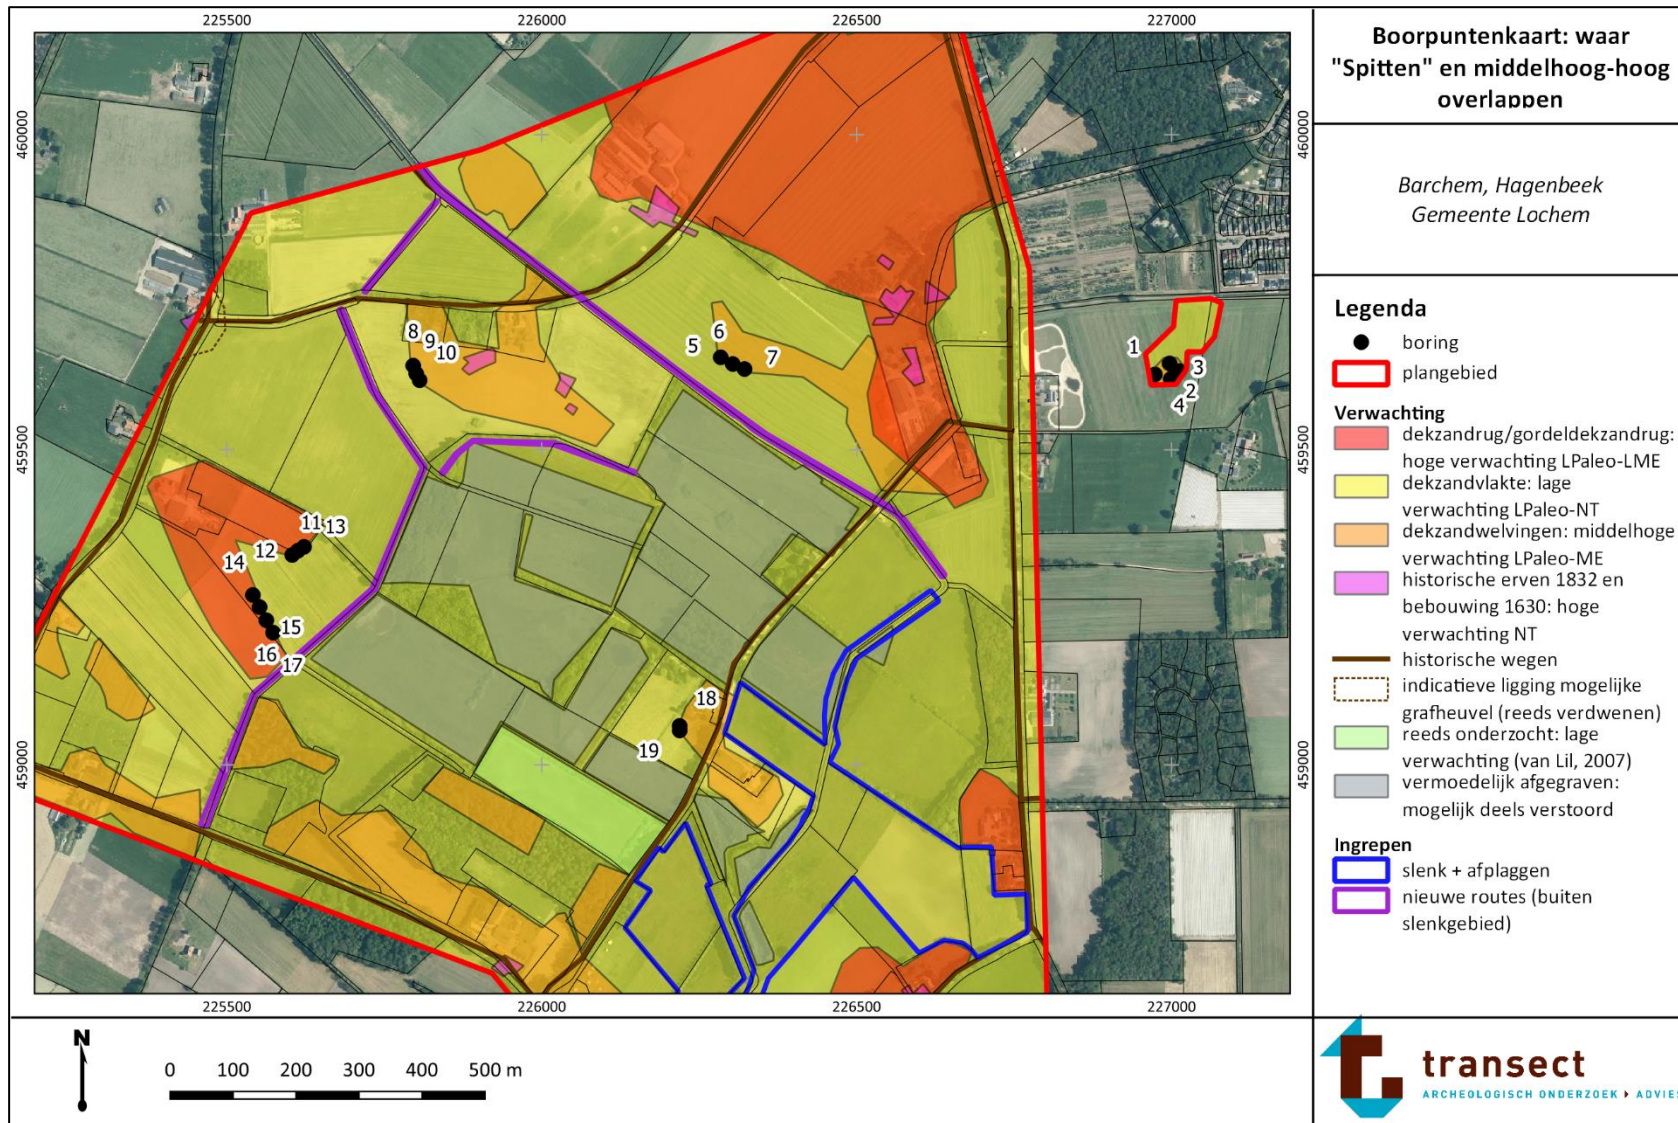 225500
226000
226500
227000
460000
459500
459000
460000
459500
459000
1
2
3
4
5
6
7
8
9
10
11
12
13
14
15
16
17
18
19
225500
226000
226500
227000
N
0 100 200 300 400 500 m
Boorpuntenkaart: waar
"Spitten" en middelhoog-hoog
overlappen
Barchem, Hagenbeek
Gemeente Lochem
Legenda
boring
plangebied
Verwachting
dekzandrug/gordeldekzandrug:
hoge verwachting LPaleo-LME
dekzandvlakte: lage
verwachting LPaleo-NT
dekzandwelvingen: middelhoge
verwachting LPaleo-ME
historische erven 1832 en
bebouwing 1630: hoge
verwachting NT
historische wegen
indicatieve ligging mogelijke
grafheuvel (reeds verdwenen)
reeds onderzocht: lage
verwachting (van Lil, 2007)
vermoedelijk afgegraven:
mogelijk deels verstoord
Ingrepen
slenk + afplaggen
nieuwe routes (buiten
slenkgebied)
transect
ARCHEOLOGISCH ONDERZOEK ▸ ADVIES